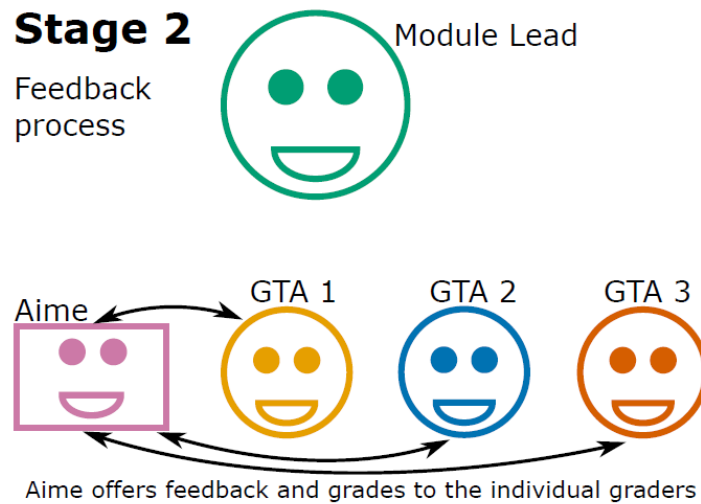 Stage 2
Module Lead
Feedback
process
Aime
GTA 1
GTA 2
GTA 3
Aime offers feedback and grades to the individual graders